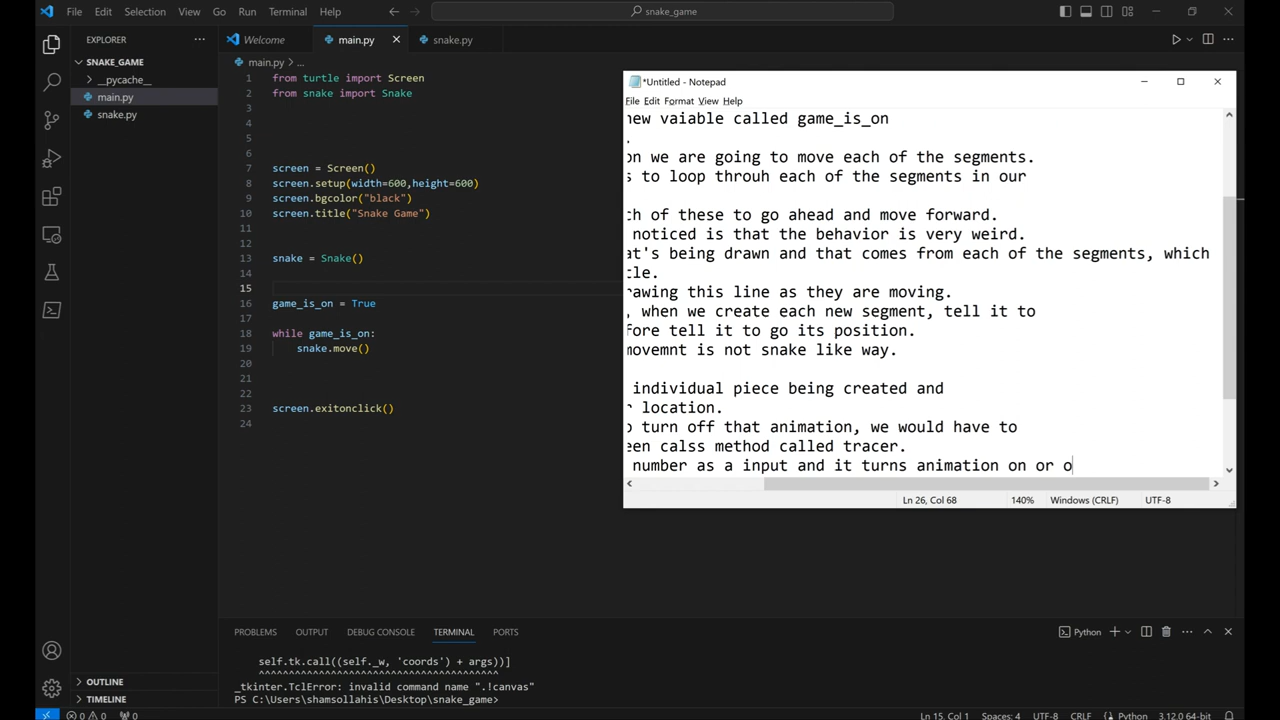 File Edit Selection View Go Run Terminal Help snake_game
EXPLORER
Welcome main.py snake.py
SNAKE_GAME
__pycache__
main.py
snake.py
OUTLINE
TIMELINE
main.py > ...
1 from turtle import Screen
2 from snake import Snake
3
4
5
6
7 screen = Screen()
8 screen.setup(width=600,height=600)
9 screen.bgcolor("black")
10 screen.title("Snake Game")
11
12
13 snake = Snake()
14
15
16 game_is_on = True
17
18 while game_is_on:
19 snake.move()
20
21
22
23 screen.exitonclick()
24
*Untitled - Notepad
File Edit Format View Help
new vaiable called game_is_on
.
on we are going to move each of the segments.
s to loop throuh each of the segments in our
ch of these to go ahead and move forward.
noticed is that the behavior is very weird.
at's being drawn and that comes from each of the segments, which
cle.
rawing this line as they are moving.
, when we create each new segment, tell it to
fore tell it to go its position.
movemnt is not snake like way.
individual piece being created and
r location.
o turn off that animation, we would have to
een calss method called tracer.
number as a input and it turns animation on or o
Ln 26, Col 68 140% Windows (CRLF) UTF-8
PROBLEMS OUTPUT DEBUG CONSOLE TERMINAL PORTS
Python
self.tk.call((self._w, 'coords') + args))]
^^^^^^^^^^^^^^^^^^^^^^^^^^^^^^^^^^^^^^^^^^
_tkinter.TclError: invalid command name ".!canvas"
PS C:\Users\shamsollahis\Desktop\snake_game>
0 0 0 Ln 15, Col 1 Spaces: 4 UTF-8 CRLF Python 3.12.0 64-bit